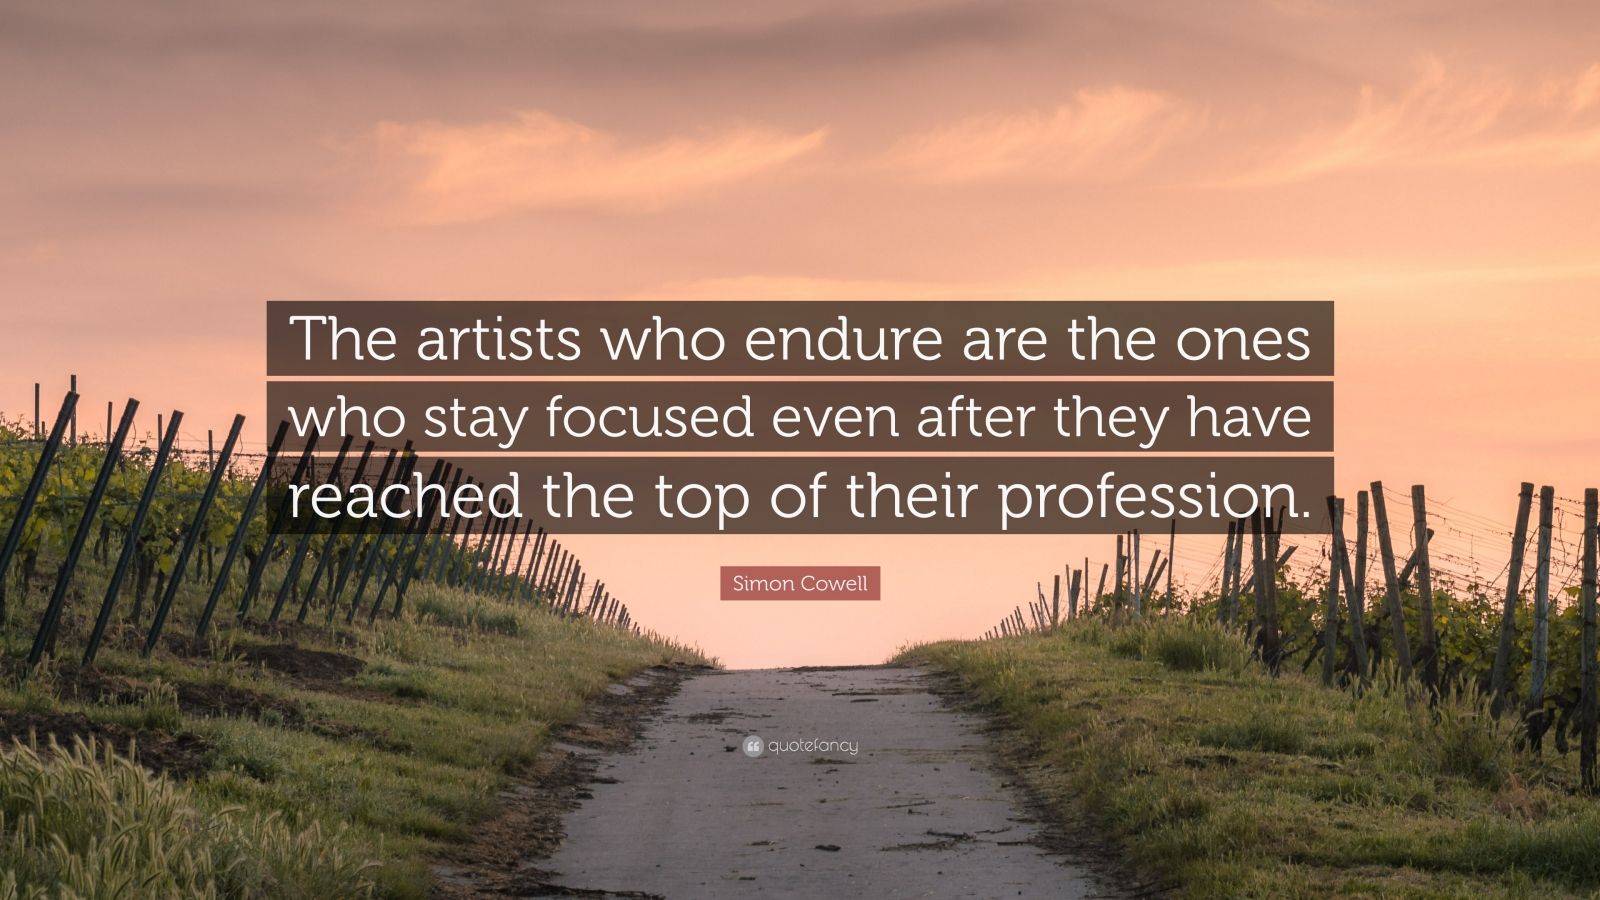 The artists who endure are the ones
who stay focused even after they have
reached the top of their profession.
Simon Cowell
quotefancy